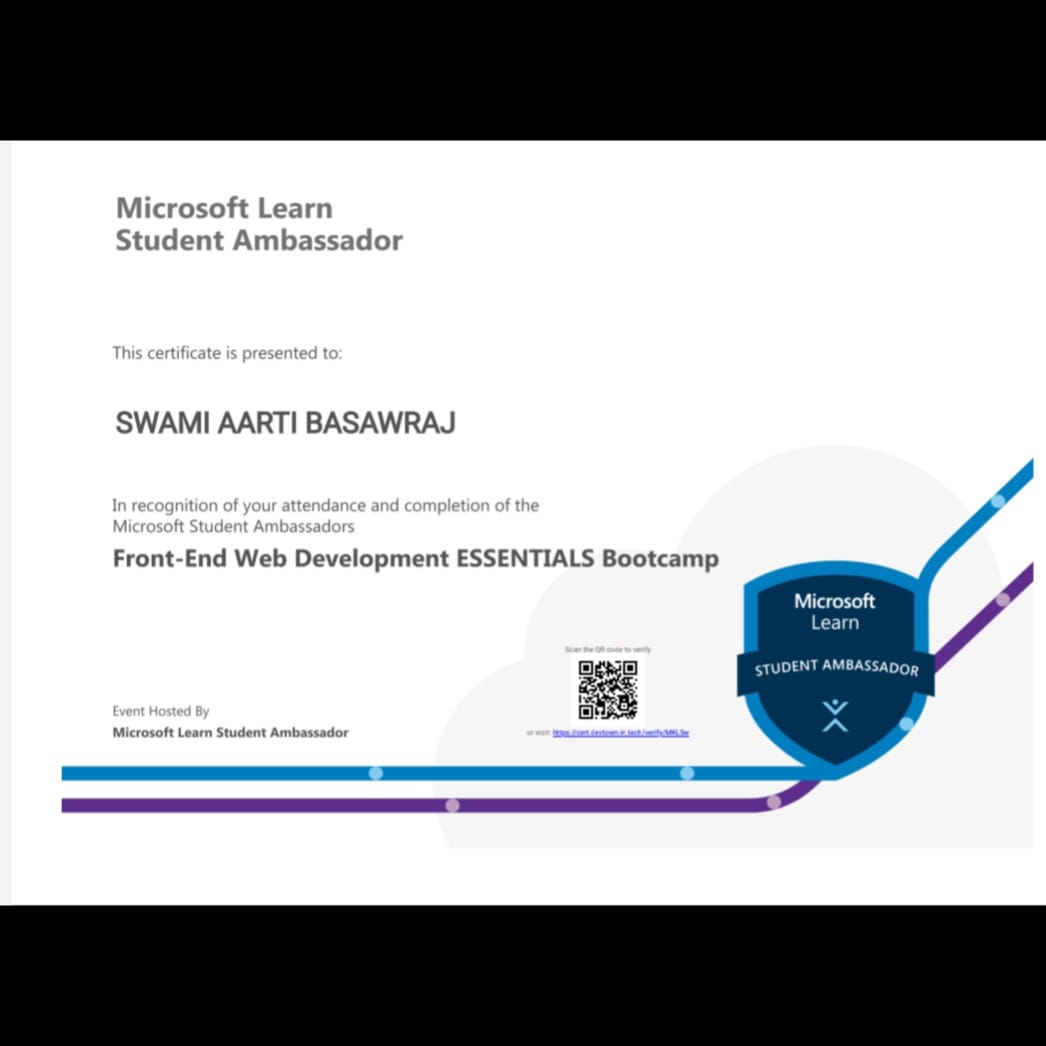 Microsoft Learn
Student Ambassador
This certificate is presented to:
SWAMI AARTI BASAWRAJ
In recognition of your attendance and completion of the
Microsoft Student Ambassadors
Front-End Web Development ESSENTIALS Bootcamp
Microsoft
Learn
STUDENT AMBASSADOR
Scan the QR code to verify
Event Hosted By
Microsoft Learn Student Ambassador
or visit